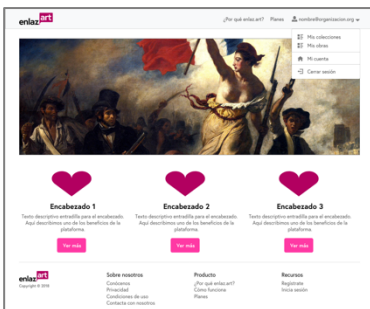 enlaz art
¿Por qué enlaz.art? Planes nombre@organizacion.org
Mis colecciones
Mis obras
Mi cuenta
Cerrar sesión
Encabezado 1
Texto descriptivo entradilla para el encabezado.
Aquí describimos uno de los beneficios de la
plataforma.
Ver más
Encabezado 2
Texto descriptivo entradilla para el encabezado.
Aquí describimos uno de los beneficios de la
plataforma.
Ver más
Encabezado 3
Texto descriptivo entradilla para el encabezado.
Aquí describimos uno de los beneficios de la
plataforma.
Ver más
enlaz art
Copyright © 2018
Sobre nosotros
Conócenos
Privacidad
Condiciones de uso
Contacta con nosotros
Producto
¿Por qué enlaz.art?
Cómo funciona
Planes
Recursos
Regístrate
Inicia sesión